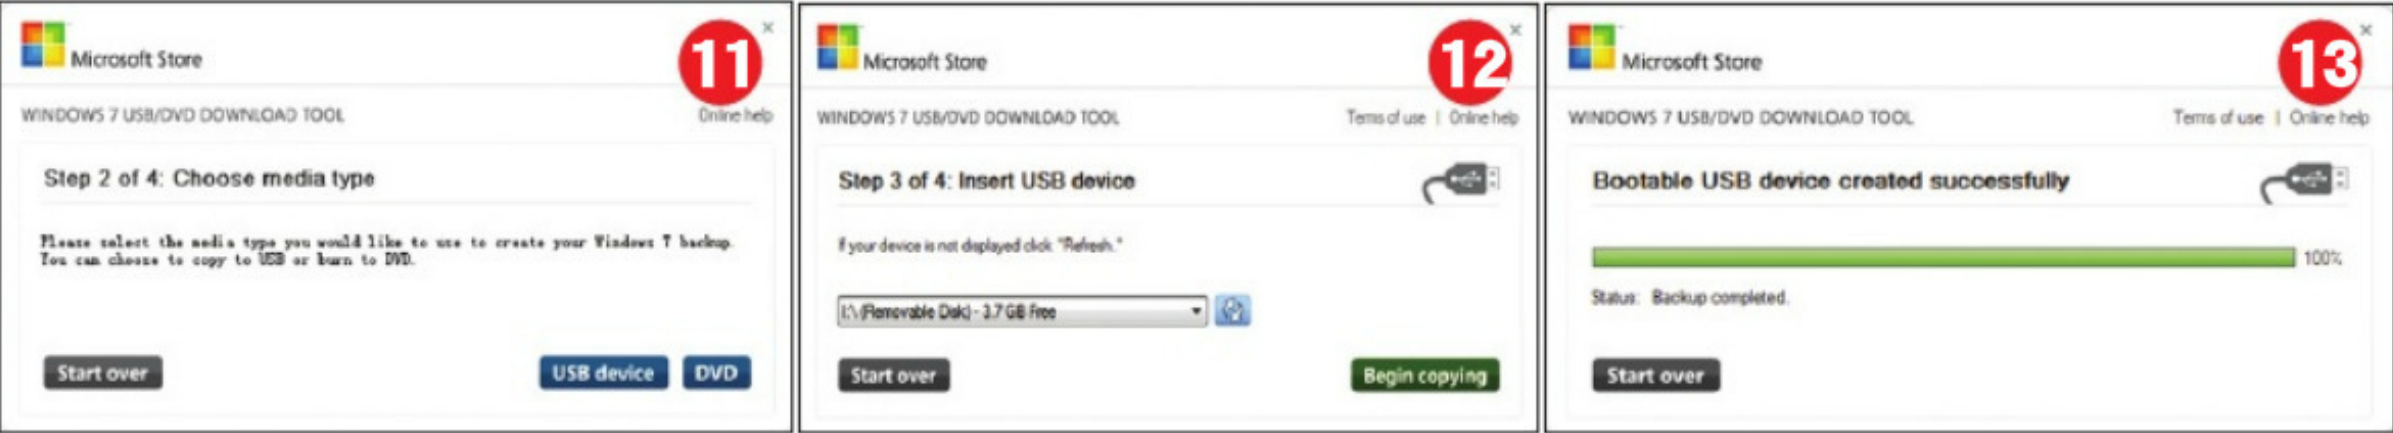 Microsoft Store
11
WINDOWS 7 USB/DVD DOWNLOAD TOOL
Online help
Step 2 of 4: Choose media type
Please select the media type you would like to use to create your Windows 7 backup.
You can choose to copy to USB or burn to DVD.
Start over
USB device
DVD
Microsoft Store
12
WINDOWS 7 USB/DVD DOWNLOAD TOOL
Terms of use | Online help
Step 3 of 4: Insert USB device
If your device is not displayed click "Refresh."
I:\ (Removable Disk) - 3.7 GB Free
Start over
Begin copying
Microsoft Store
13
WINDOWS 7 USB/DVD DOWNLOAD TOOL
Terms of use | Online help
Bootable USB device created successfully
100%
Status: Backup completed.
Start over